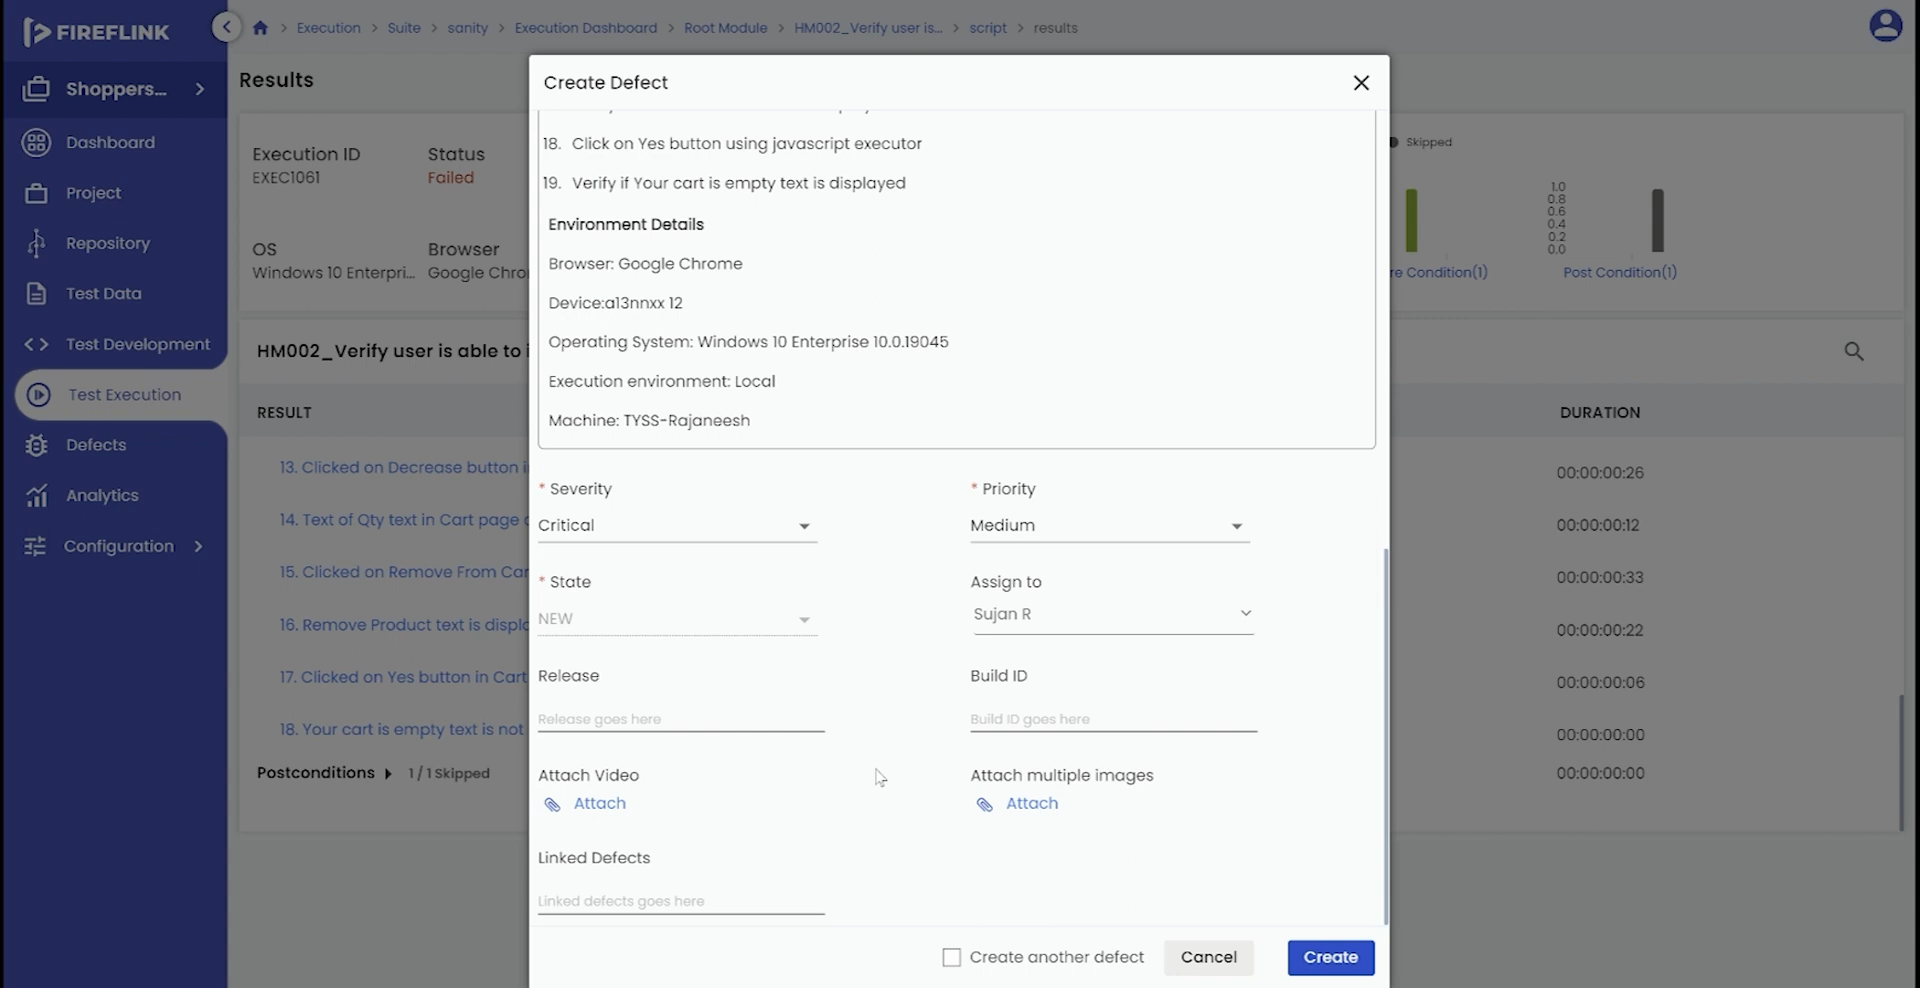 FIREFLINK
Execution > Suite > sanity > Execution Dashboard > Root Module > HM002_Verify user is... > script > results
Shoppers...
Dashboard
Project
Repository
Test Data
Test Development
Test Execution
Defects
Analytics
Configuration
Results
Execution ID
EXEC1061
Status
Failed
OS
Windows 10 Enterpri...
Browser
Google Chro
Skipped
1.0
0.8
0.6
0.4
0.2
0.0
re Condition(1)
Post Condition(1)
HM002_Verify user is able to i
RESULT
DURATION
13. Clicked on Decrease button i
00:00:00:26
14. Text of Qty text in Cart page
00:00:00:12
15. Clicked on Remove From Car
00:00:00:33
16. Remove Product text is displ
00:00:00:22
17. Clicked on Yes button in Cart
00:00:00:06
18. Your cart is empty text is not
00:00:00:00
Postconditions
1 / 1 Skipped
00:00:00:00
Create Defect
18. Click on Yes button using javascript executor
19. Verify if Your cart is empty text is displayed
Environment Details
Browser: Google Chrome
Device:a13nnxx 12
Operating System: Windows 10 Enterprise 10.0.19045
Execution environment: Local
Machine: TYSS-Rajaneesh
* Severity
Critical
* Priority
Medium
* State
NEW
Assign to
Sujan R
Release
Release goes here
Build ID
Build ID goes here
Attach Video
Attach
Attach multiple images
Attach
Linked Defects
Linked defects goes here
Create another defect
Cancel
Create